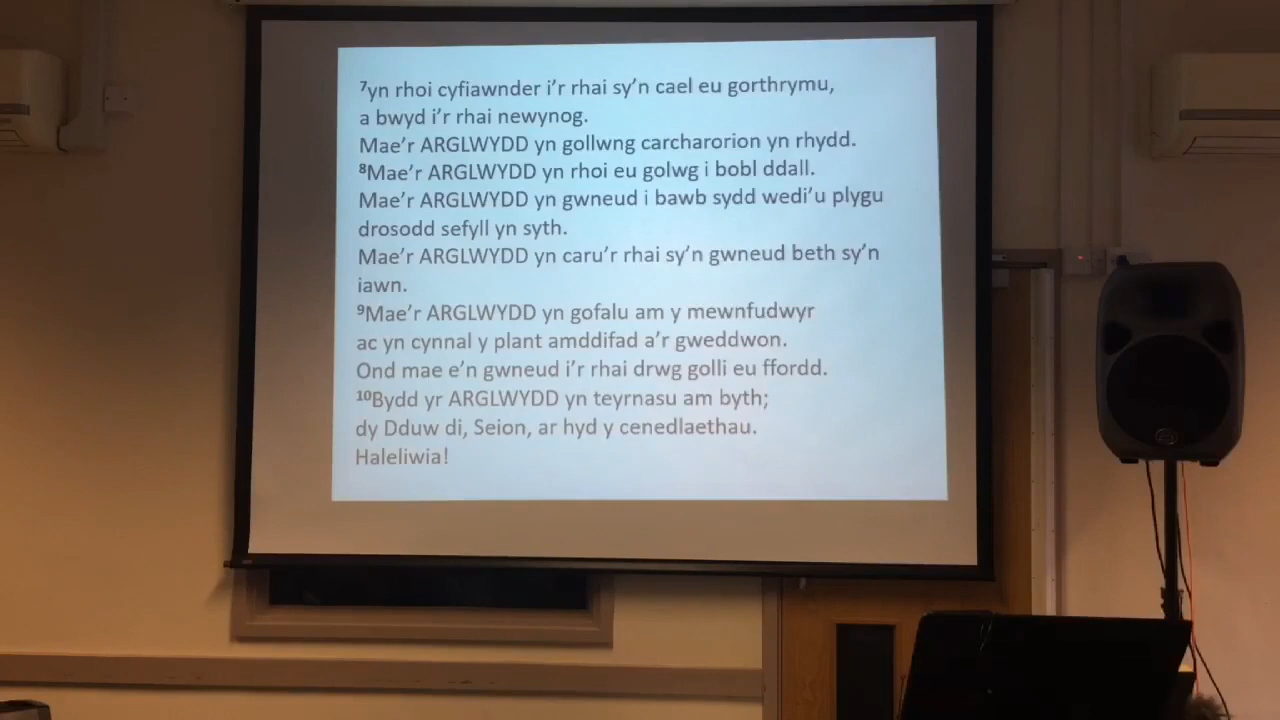 ⁷yn rhoi cyfiawnder i’r rhai sy’n cael eu gorthrymu,
a bwyd i’r rhai newynog.
Mae’r ARGLWYDD yn gollwng carcharorion yn rhydd.
⁸Mae’r ARGLWYDD yn rhoi eu golwg i bobl ddall.
Mae’r ARGLWYDD yn gwneud i bawb sydd wedi’u plygu
drosodd sefyll yn syth.
Mae’r ARGLWYDD yn caru’r rhai sy’n gwneud beth sy’n
iawn.
⁹Mae’r ARGLWYDD yn gofalu am y mewnfudwyr
ac yn cynnal y plant amddifad a’r gweddwon.
Ond mae e’n gwneud i’r rhai drwg golli eu ffordd.
¹⁰Bydd yr ARGLWYDD yn teyrnasu am byth;
dy Dduw di, Seion, ar hyd y cenedlaethau.
Haleliwia!